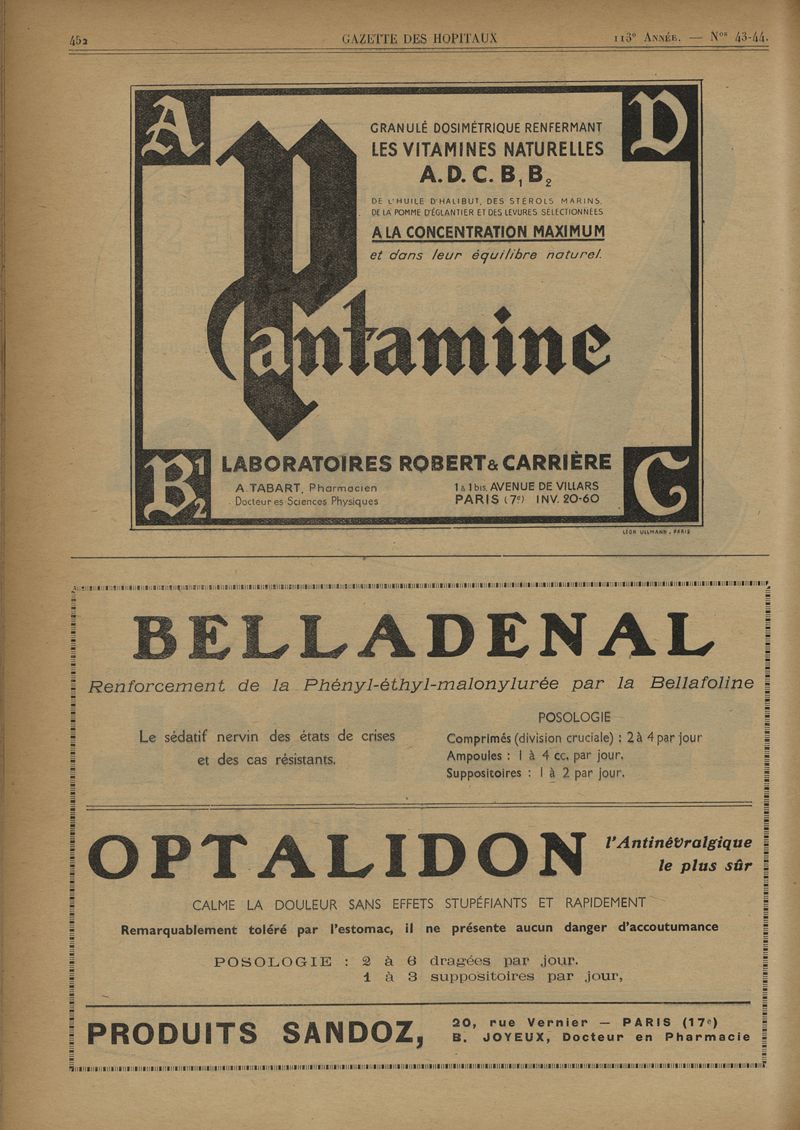 452
GAZETTE DES HOPITAUX
113e ANNÉE. — Nos 43-44.
A
D
GRANULÉ DOSIMÉTRIQUE RENFERMANT
LES VITAMINES NATURELLES
A. D. C. B1 B2
DE L'HUILE D'HALIBUT, DES STÉROLS MARINS,
DE LA POMME D'ÉGLANTIER ET DES LEVURES SÉLECTIONNÉES
A LA CONCENTRATION MAXIMUM
et dans leur équilibre naturel.
Pantamine
B1 2
C
LABORATOIRES ROBERT & CARRIÈRE
A. TABART, Pharmacien
Docteur es Sciences Physiques
1 & 1 bis, AVENUE DE VILLARS
PARIS (7e) INV. 20-60
LÉON ULLMANN, PARIS
BELLADENAL
Renforcement de la Phényl-éthyl-malonylurée par la Bellafoline
Le sédatif nervin des états de crises
et des cas résistants.
POSOLOGIE
Comprimés (division cruciale) : 2 à 4 par jour
Ampoules : 1 à 4 cc. par jour.
Suppositoires : 1 à 2 par jour.
OPTALIDON
l'Antinévralgique
le plus sûr
CALME LA DOULEUR SANS EFFETS STUPÉFIANTS ET RAPIDEMENT
Remarquablement toléré par l'estomac, il ne présente aucun danger d'accoutumance
POSOLOGIE : 2 à 6 dragées par jour.
1 à 3 suppositoires par jour,
PRODUITS SANDOZ,
20, rue Vernier — PARIS (17e)
B. JOYEUX, Docteur en Pharmacie